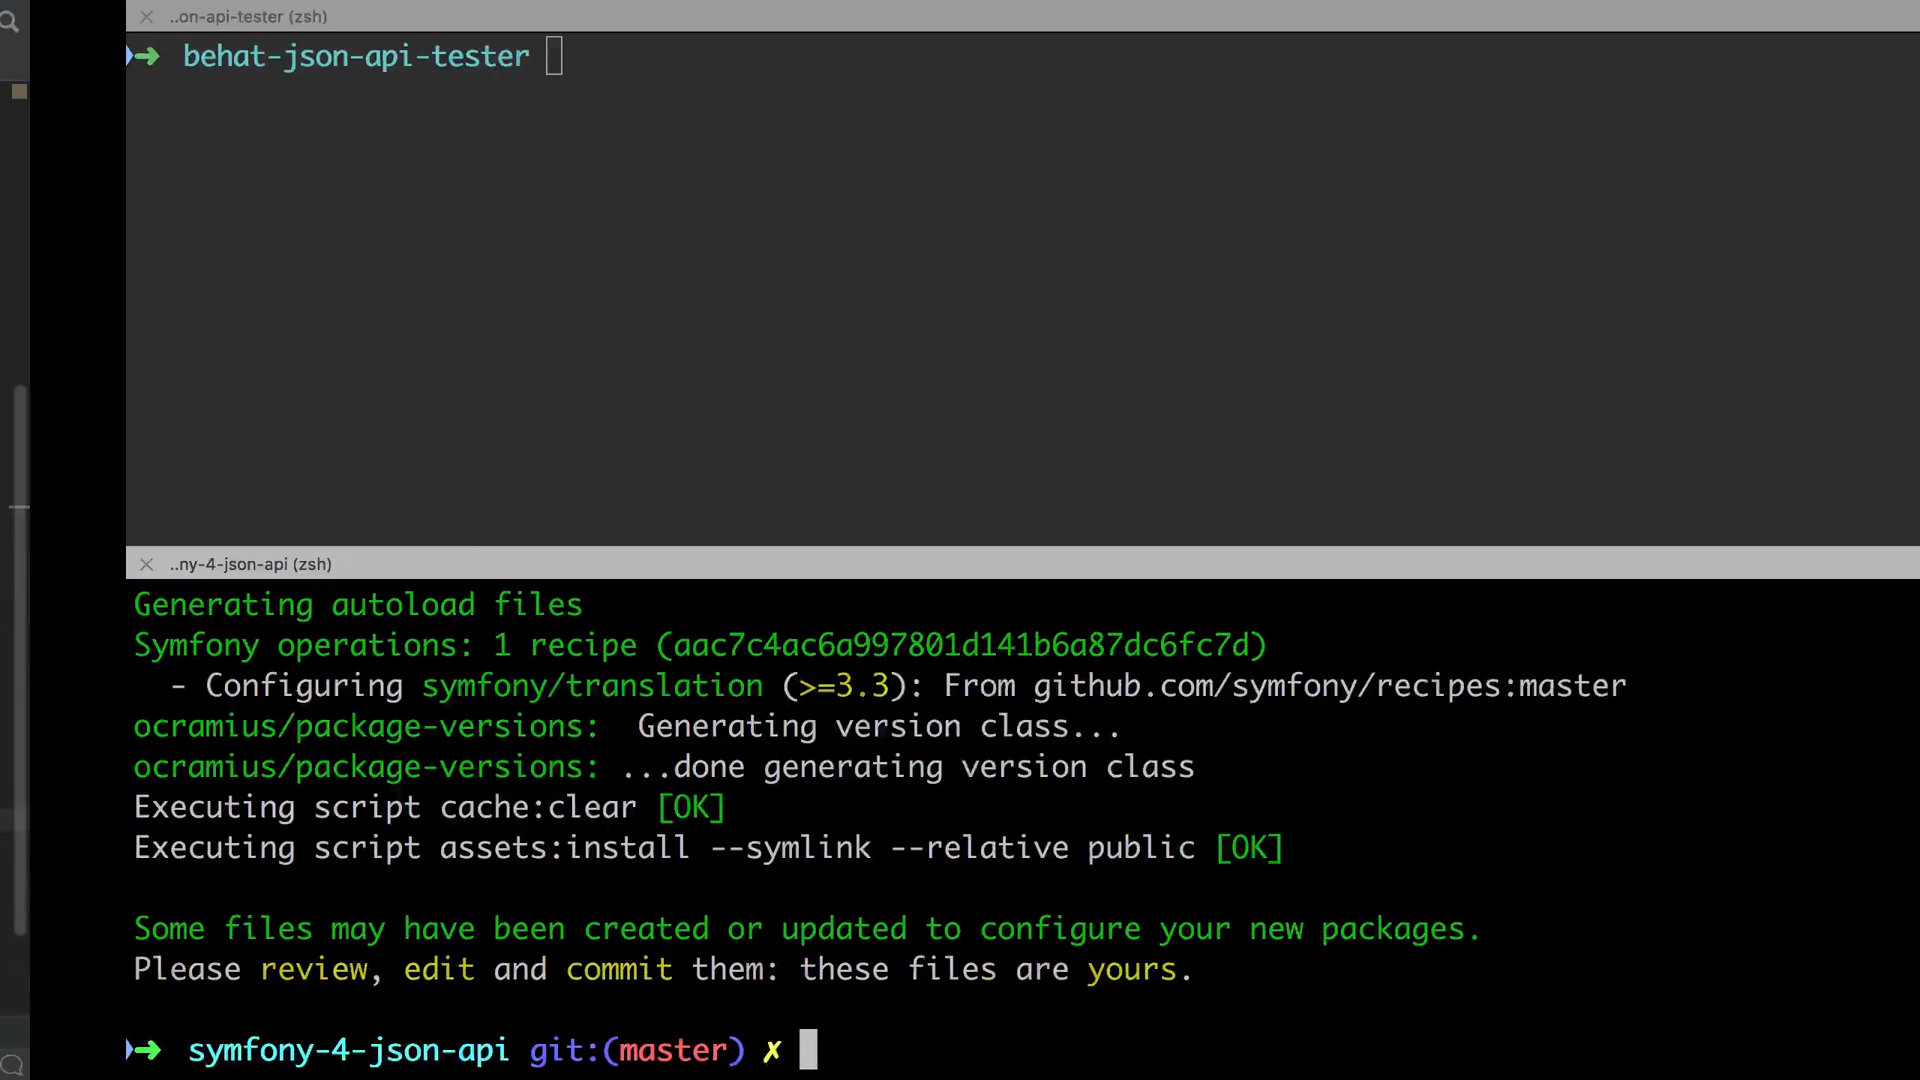 ..on-api-tester (zsh)
➜ behat-json-api-tester
..ny-4-json-api (zsh)
Generating autoload files
Symfony operations: 1 recipe (aac7c4ac6a997801d141b6a87dc6fc7d)
- Configuring symfony/translation (>=3.3): From github.com/symfony/recipes:master
ocramius/package-versions:  Generating version class...
ocramius/package-versions: ...done generating version class
Executing script cache:clear [OK]
Executing script assets:install --symlink --relative public [OK]
Some files may have been created or updated to configure your new packages.
Please review, edit and commit them: these files are yours.
➜ symfony-4-json-api git:(master) ✗